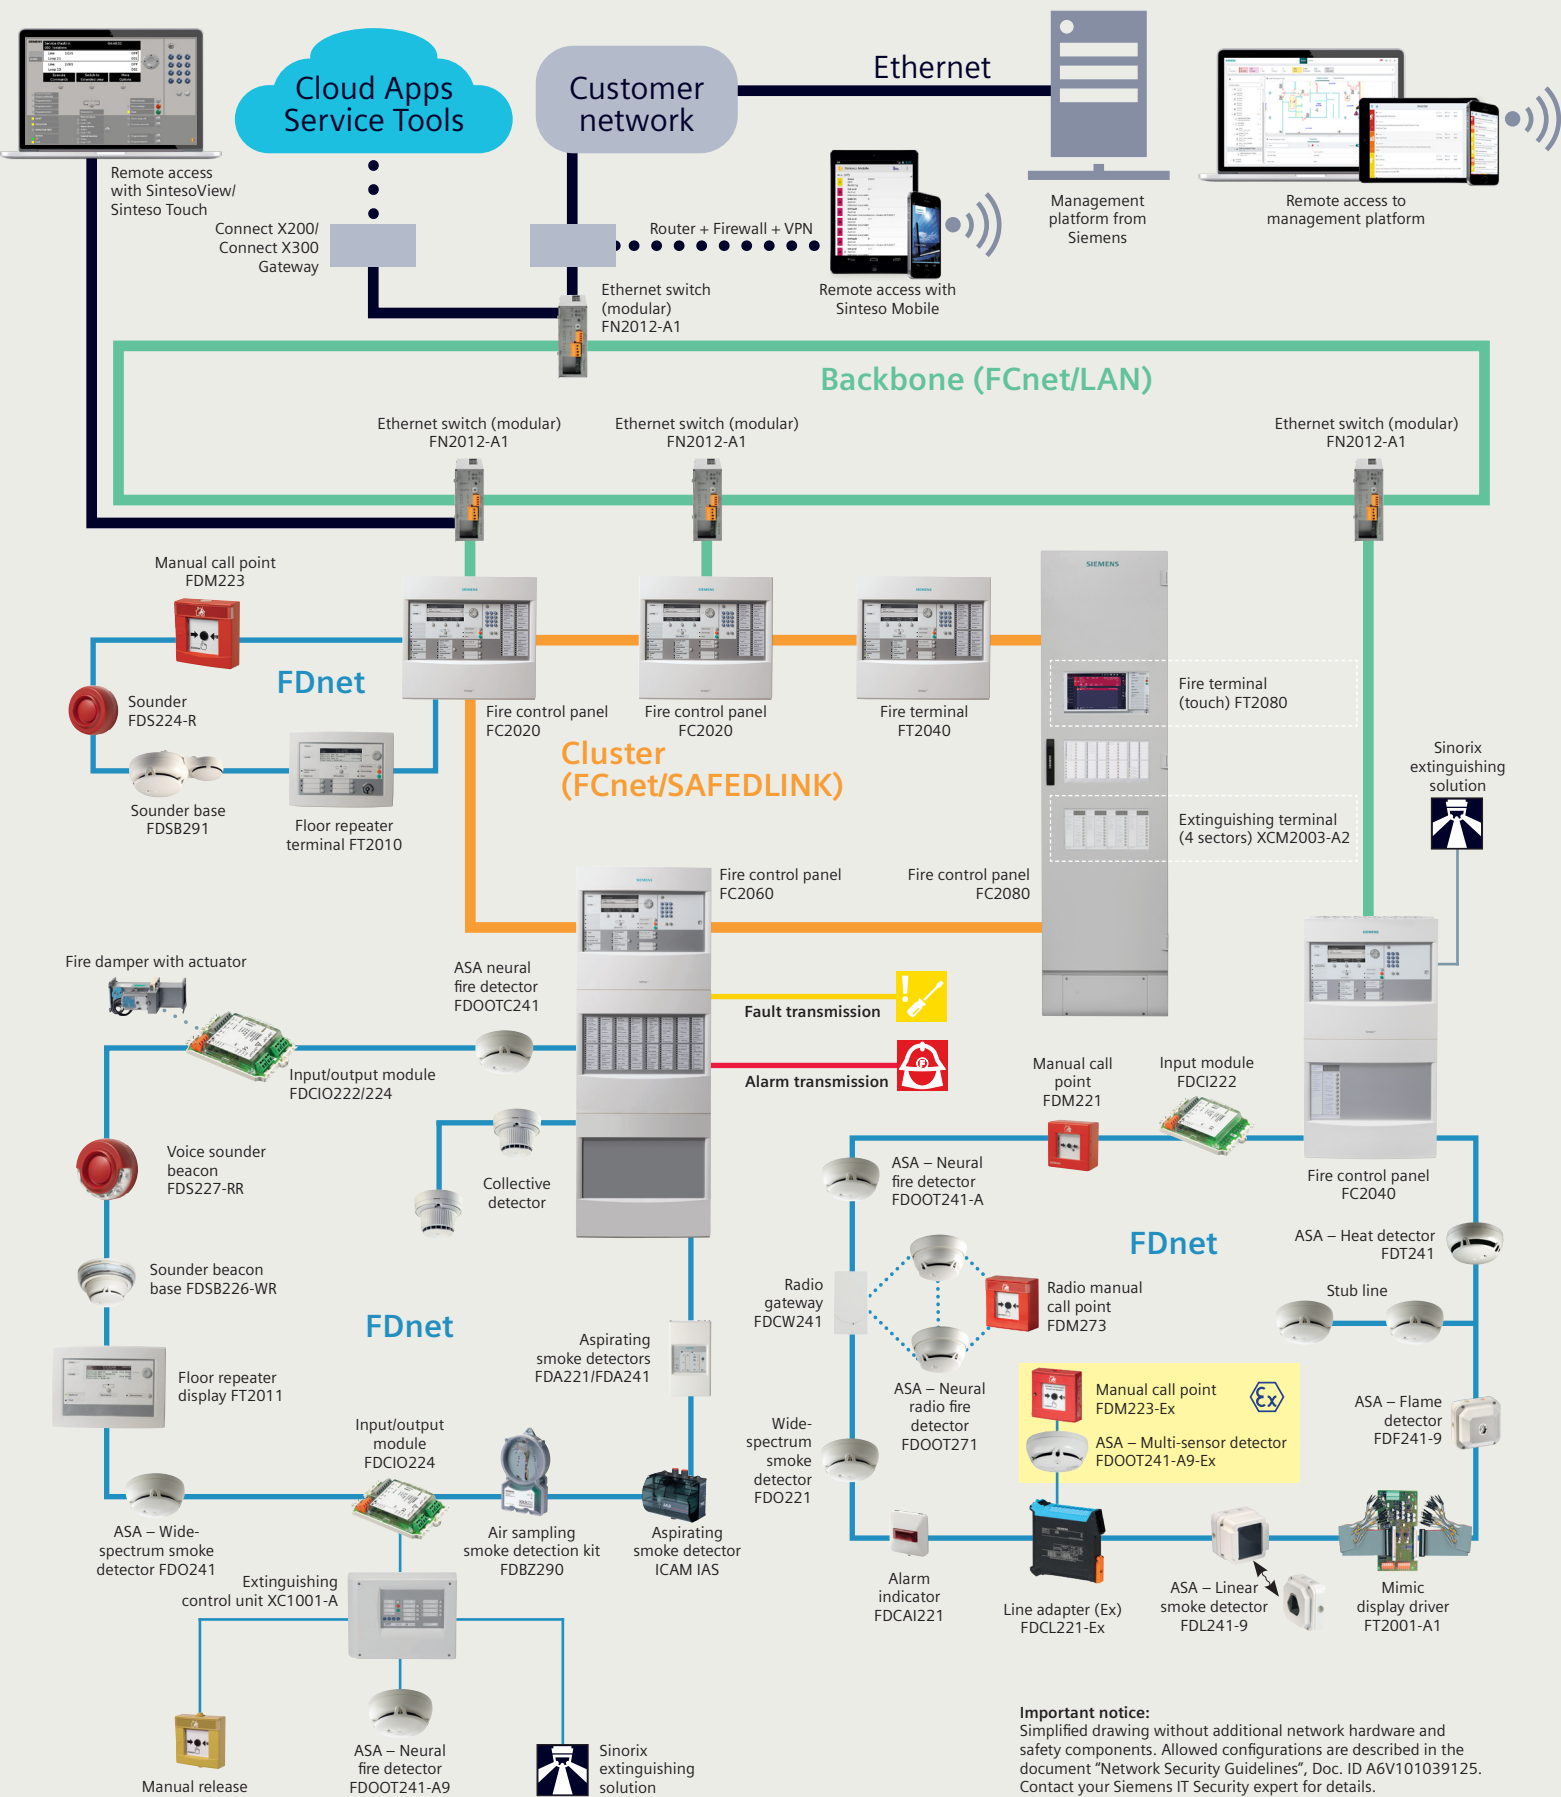 Cloud Apps
Service Tools
Customer
network
Ethernet
Remote access
with SintesoView/
Sinteso Touch
Connect X200/
Connect X300
Gateway
Router + Firewall + VPN
Management
platform from
Siemens
Remote access to
management platform
Ethernet switch
(modular)
FN2012-A1
Remote access with
Sinteso Mobile
Backbone (FCnet/LAN)
Ethernet switch (modular)
FN2012-A1
Ethernet switch (modular)
FN2012-A1
Ethernet switch (modular)
FN2012-A1
Manual call point
FDM223
SIEMENS
FDnet
Sounder
FDS224-R
Sounder base
FDSB291
Floor repeater
terminal FT2010
Fire control panel
FC2020
Fire control panel
FC2020
Fire terminal
FT2040
Fire terminal
(touch) FT2080
Cluster
(FCnet/SAFEDLINK)
Sinorix
extinguishing
solution
Extinguishing terminal
(4 sectors) XCM2003-A2
Fire control panel
FC2060
Fire control panel
FC2080
Fire damper with actuator
ASA neural
fire detector
FDOOTC241
Fault transmission
Alarm transmission
Input/output module
FDCIO222/224
Manual call
point
FDM221
Input module
FDCI222
Voice sounder
beacon
FDS227-RR
Collective
detector
ASA – Neural
fire detector
FDOOT241-A
Fire control panel
FC2040
FDnet
ASA – Heat detector
FDT241
Sounder beacon
base FDSB226-WR
Radio
gateway
FDCW241
Radio manual
call point
FDM273
Stub line
FDnet
Aspirating
smoke detectors
FDA221/FDA241
Floor repeater
display FT2011
ASA – Neural
radio fire
detector
FDOOT271
Manual call point
FDM223-Ex
Ex
ASA – Multi-sensor detector
FDOOT241-A9-Ex
ASA – Flame
detector
FDF241-9
Input/output
module
FDCIO224
Wide-
spectrum
smoke
detector
FDO221
ASA – Wide-
spectrum smoke
detector FDO241
Air sampling
smoke detection kit
FDBZ290
Aspirating
smoke detector
ICAM IAS
Extinguishing
control unit XC1001-A
Alarm
indicator
FDCAI221
Line adapter (Ex)
FDCL221-Ex
ASA – Linear
smoke detector
FDL241-9
Mimic
display driver
FT2001-A1
Manual release
ASA – Neural
fire detector
FDOOT241-A9
Sinorix
extinguishing
solution
Important notice:
Simplified drawing without additional network hardware and
safety components. Allowed configurations are described in the
document “Network Security Guidelines”, Doc. ID A6V101039125.
Contact your Siemens IT Security expert for details.